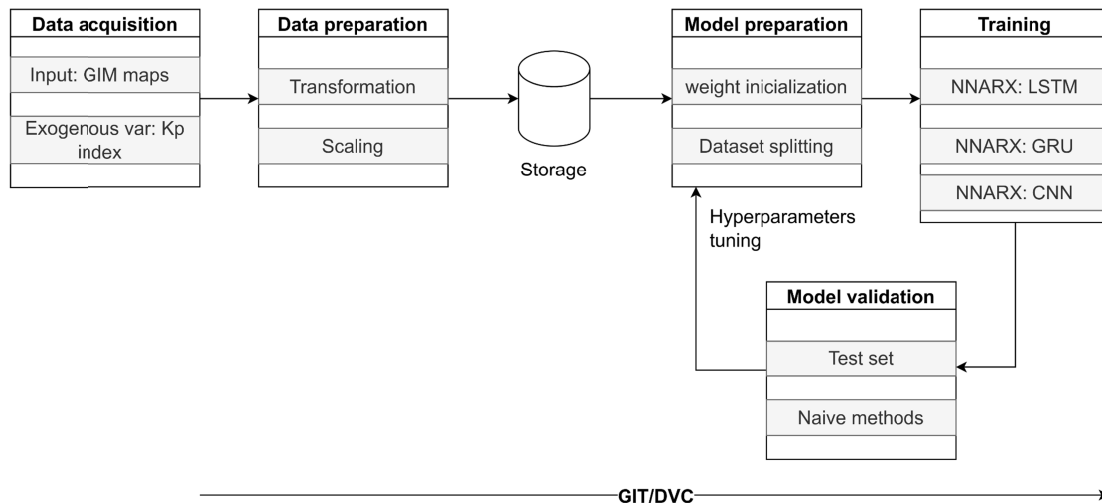 Data acquisition
Input: GIM maps
Exogenous var: Kp
index
Data preparation
Transformation
Scaling
Storage
Model preparation
weight inicialization
Dataset splitting
Training
NNARX: LSTM
NNARX: GRU
NNARX: CNN
Hyperparameters
tuning
Model validation
Test set
Naive methods
GIT/DVC